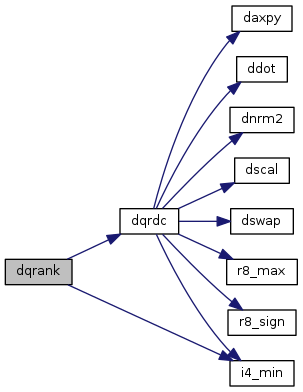 daxpy
ddot
dnrm2
dscal
dqrdc
dswap
dqrank
r8_max
r8_sign
i4_min